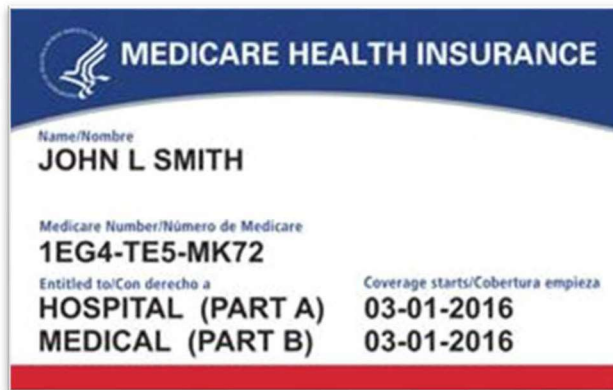 MEDICARE HEALTH INSURANCE
Name/Nombre
JOHN L SMITH
Medicare Number/Número de Medicare
1EG4-TE5-MK72
Entitled to/Con derecho a
Coverage starts/Cobertura empieza
HOSPITAL (PART A) 03-01-2016
MEDICAL (PART B) 03-01-2016